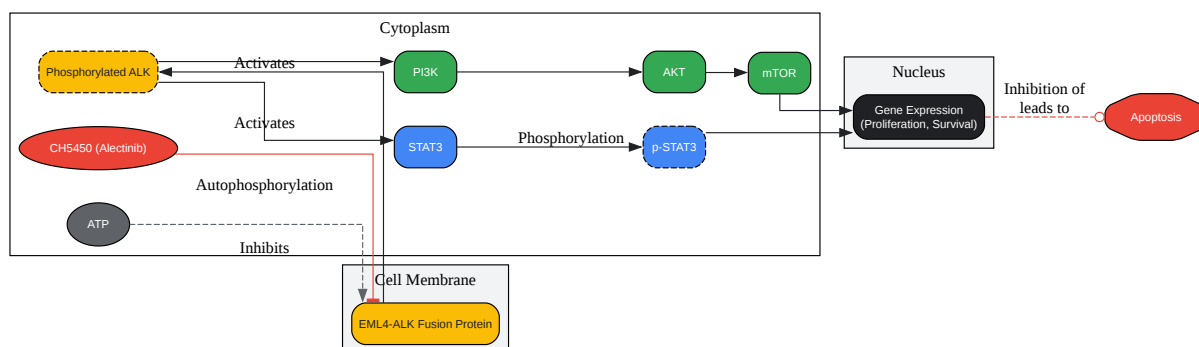 Cytoplasm
Phosphorylated ALK
Activates
PI3K
AKT
mTOR
Nucleus
Gene Expression
(Proliferation, Survival)
Inhibition of
leads to
Apoptosis
Activates
CH5450 (Alectinib)
STAT3
Phosphorylation
p-STAT3
Autophosphorylation
ATP
Inhibits
Cell Membrane
EML4-ALK Fusion Protein